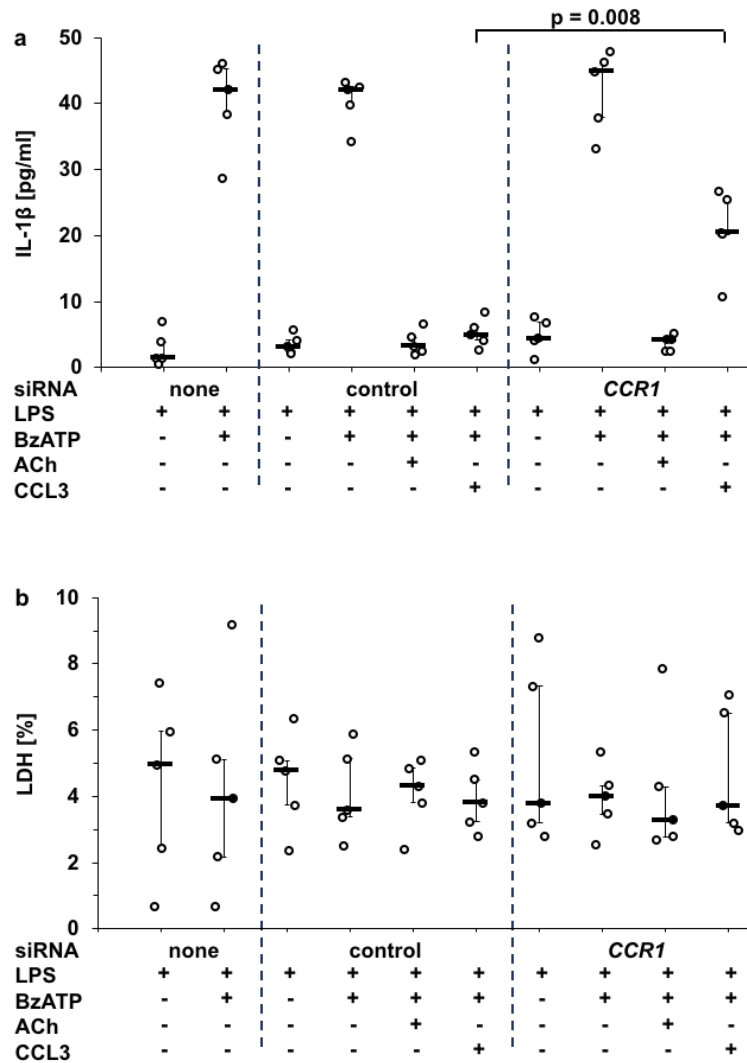 p = 0.008
a
50
40
30
20
10
0
IL-1β [pg/ml]
siRNA none control CCR1
LPS + + + + + + + + + +
BzATP - + - + + + - + + +
ACh - - - - + - - - + -
CCL3 - - - - - + - - - +
b
10
8
6
4
2
0
LDH [%]
siRNA none control CCR1
LPS + + + + + + + + + +
BzATP - + - + + + - + + +
ACh - - - - + - - - + -
CCL3 - - - - - + - - - +